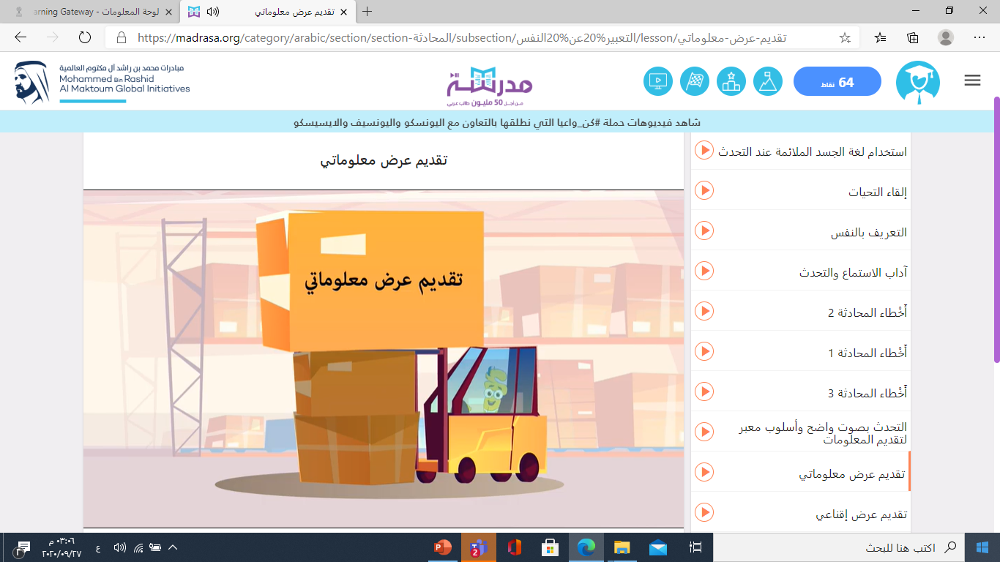 لوحة المعلومات - arning Gateway
تقديم عرض معلوماتي
https://madrasa.org/category/arabic/section/section-المحادثة/subsection/التعبير%20عن%20النفس/lesson/تقديم-عرض-معلوماتي
مبادرات محمد بن راشد آل مكتوم العالمية
Mohammed Bin Rashid
Al Maktoum Global Initiatives
مدرسة
من أجل 50 مليون طالب عربي
64 نقاط
شاهد فيديوهات حملة #كن_واعيا التي نطلقها بالتعاون مع اليونسكو واليونسيف والايسيسكو
تقديم عرض معلوماتي
تقديم عرض معلوماتي
استخدام لغة الجسد الملائمة عند التحدث
إلقاء التحيات
التعريف بالنفس
آداب الاستماع والتحدث
أَخْطاء المحادثة 2
أَخْطاء المحادثة 1
أَخْطاء المحادثة 3
التحدث بصوت واضح وأسلوب معبر
لتقديم المعلومات
تقديم عرض معلوماتي
تقديم عرض إقناعي
اكتب هنا للبحث
2
ع
٠٣:٠٦ م
٢٠٢٠/٠٩/٢٧
٢